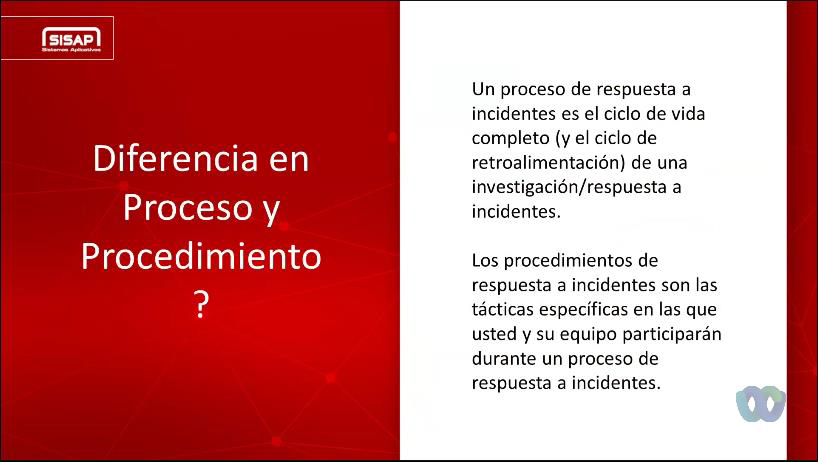 SISAP
Sistemas Aplicativos
Diferencia en
Proceso y
Procedimiento
?
Un proceso de respuesta a
incidentes es el ciclo de vida
completo (y el ciclo de
retroalimentación) de una
investigación/respuesta a
incidentes.
Los procedimientos de
respuesta a incidentes son las
tácticas específicas en las que
usted y su equipo participarán
durante un proceso de
respuesta a incidentes.